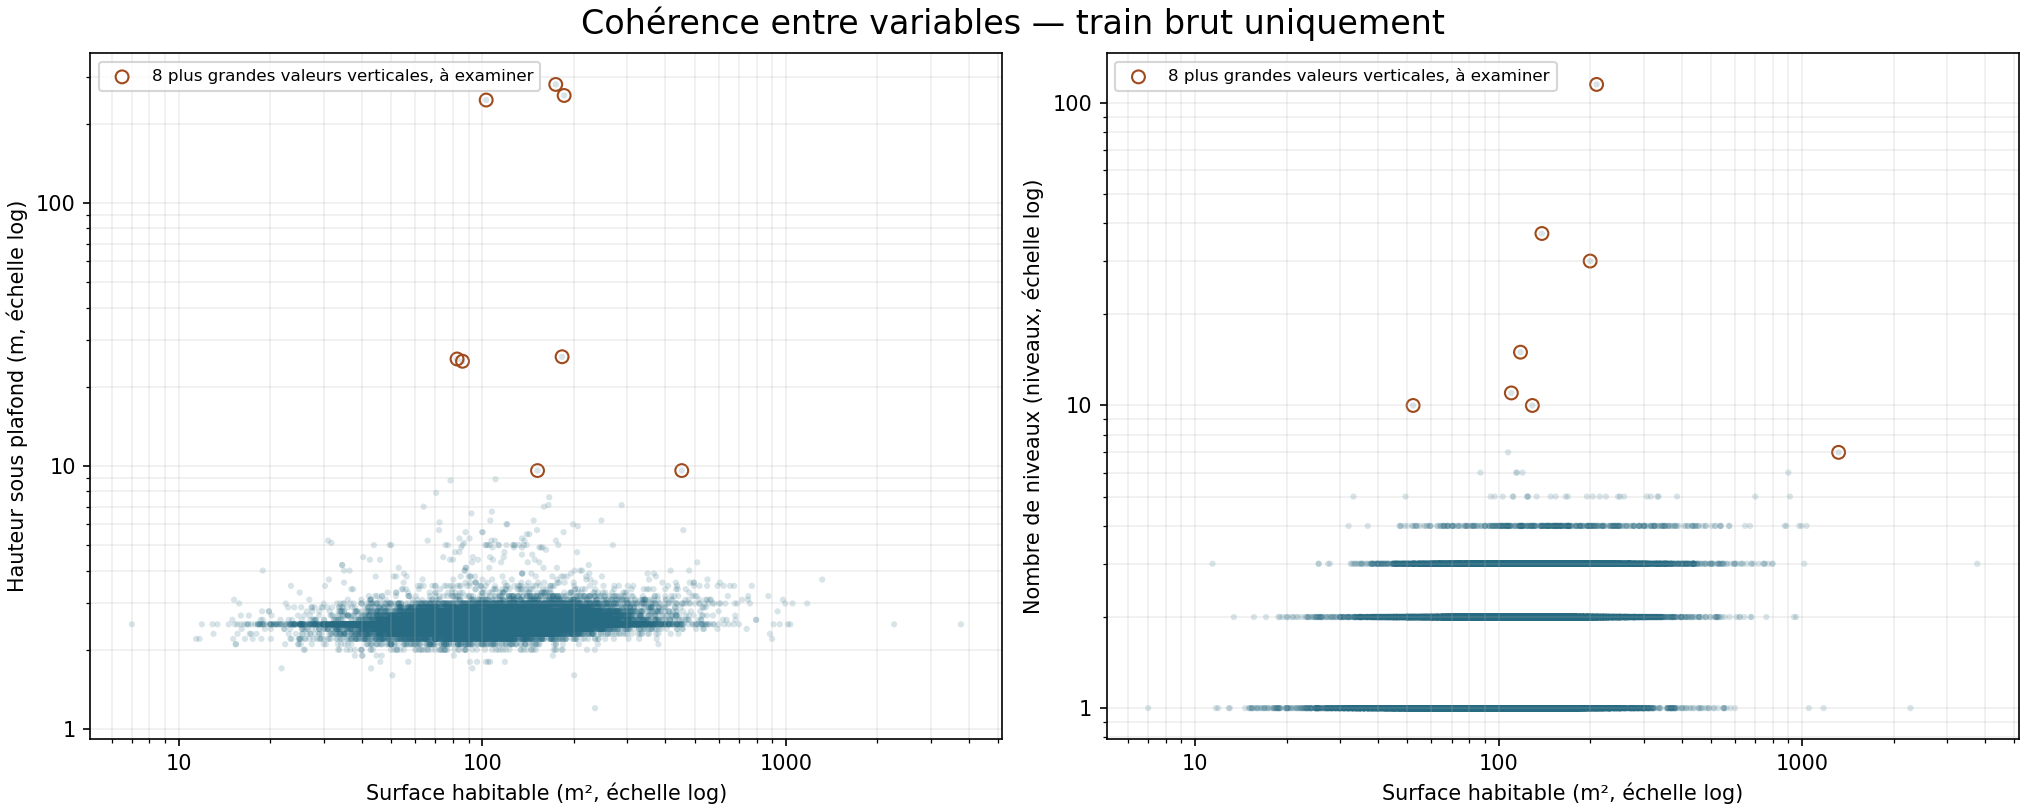 Cohérence entre variables — train brut uniquement
8 plus grandes valeurs verticales, à examiner
Hauteur sous plafond (m, échelle log)
100
10
1
10
100
1000
Surface habitable (m², échelle log)
8 plus grandes valeurs verticales, à examiner
Nombre de niveaux (niveaux, échelle log)
100
10
1
10
100
1000
Surface habitable (m², échelle log)